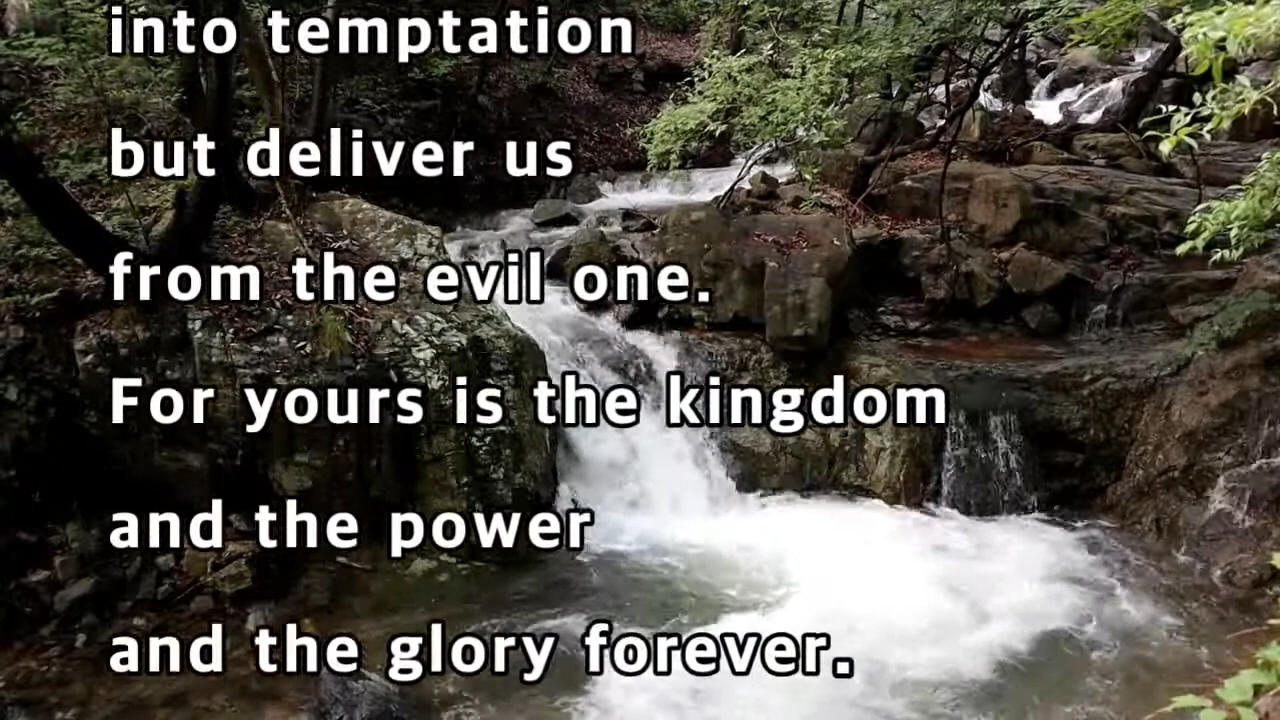 into temptation
but deliver us
from the evil one.
For yours is the kingdom
and the power
and the glory forever.